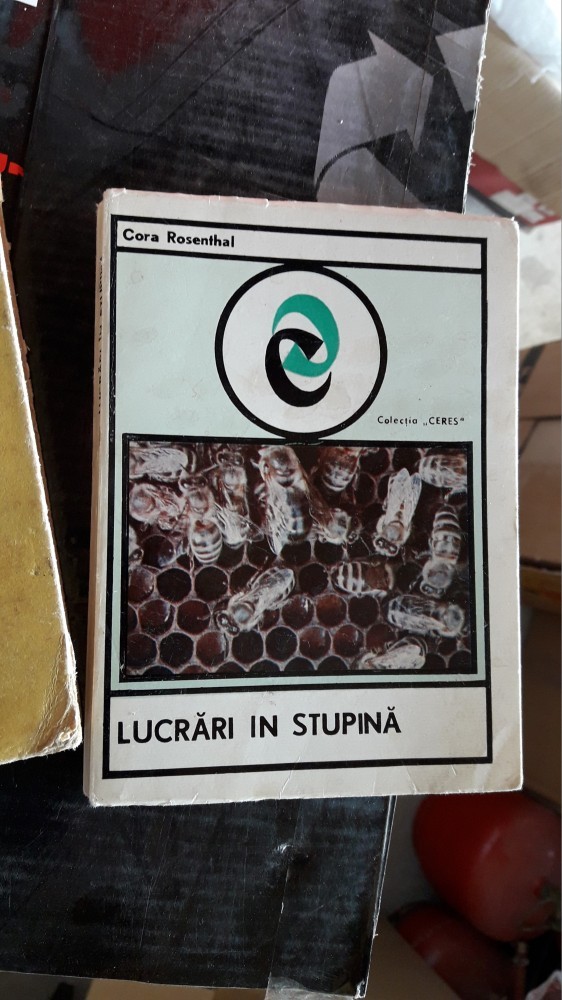 Cora Rosenthal
Colecția „CERES"
LUCRĂRI IN STUPINĂ